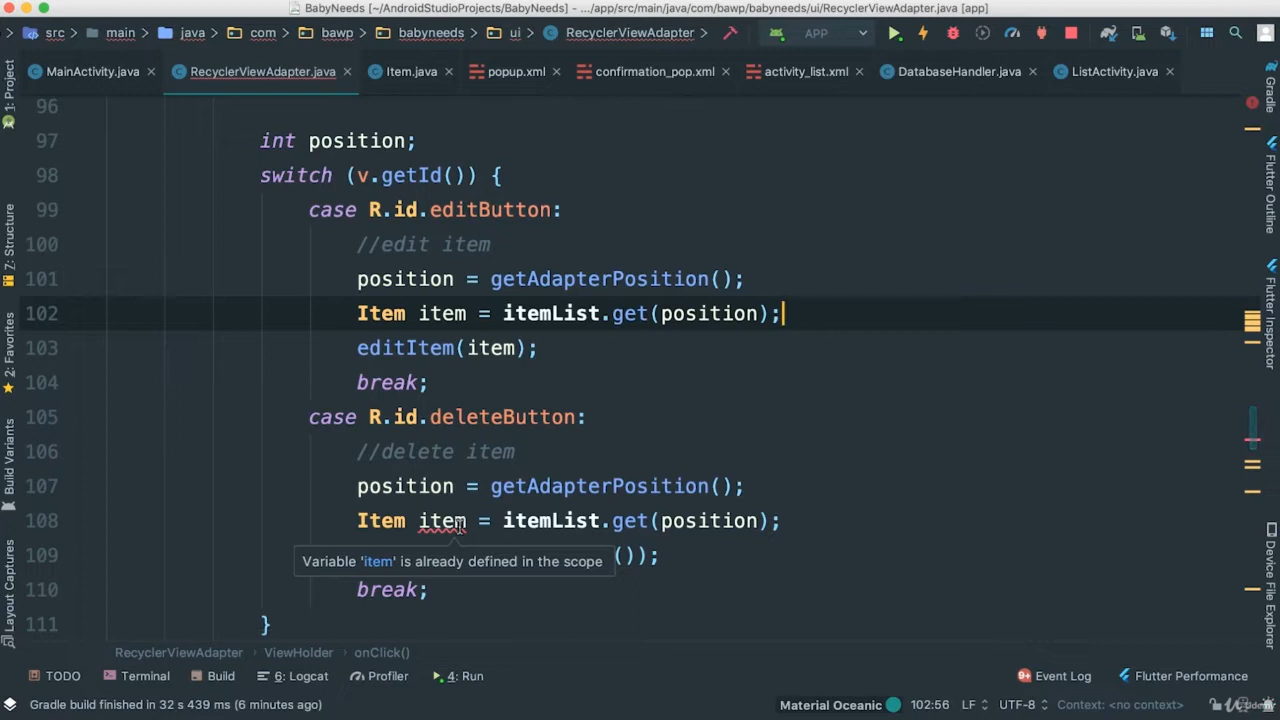 BabyNeeds [~/AndroidStudioProjects/BabyNeeds] - .../app/src/main/java/com/bawp/babyneeds/ui/RecyclerViewAdapter.java [app]
src main java com bawp babyneeds ui RecyclerViewAdapter APP
MainActivity.java RecyclerViewAdapter.java Item.java popup.xml confirmation_pop.xml activity_list.xml DatabaseHandler.java ListActivity.java
1: Project
7: Structure
2: Favorites
Build Variants
Layout Captures
96
97 int position;
98 switch (v.getId()) {
99 case R.id.editButton:
100 //edit item
101 position = getAdapterPosition();
102 Item item = itemList.get(position);
103 editItem(item);
104 break;
105 case R.id.deleteButton:
106 //delete item
107 position = getAdapterPosition();
108 Item item = itemList.get(position);
109 ());
Variable 'item' is already defined in the scope
110 break;
111 }
Gradle
Flutter Outline
Flutter Inspector
Device File Explorer
RecyclerViewAdapter ViewHolder onClick()
TODO Terminal Build 6: Logcat Profiler 4: Run 9+ Event Log Flutter Performance
Gradle build finished in 32 s 439 ms (6 minutes ago) Material Oceanic 102:56 LF UTF-8 Context: <no context>
Udemy